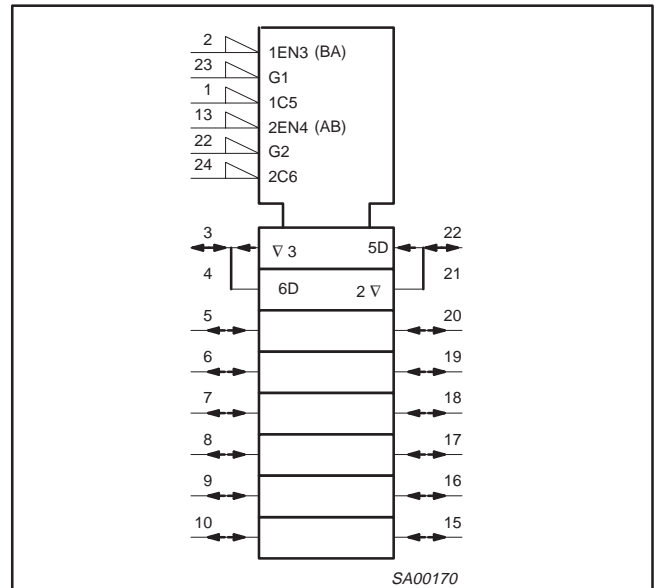 2 1EN3 (BA)
23 G1
1 1C5
13 2EN4 (AB)
22 G2
24 2C6
3 ∇ 3 5D 22
4 6D 2 ∇ 21
5 20
6 19
7 18
8 17
9 16
10 15
SA00170